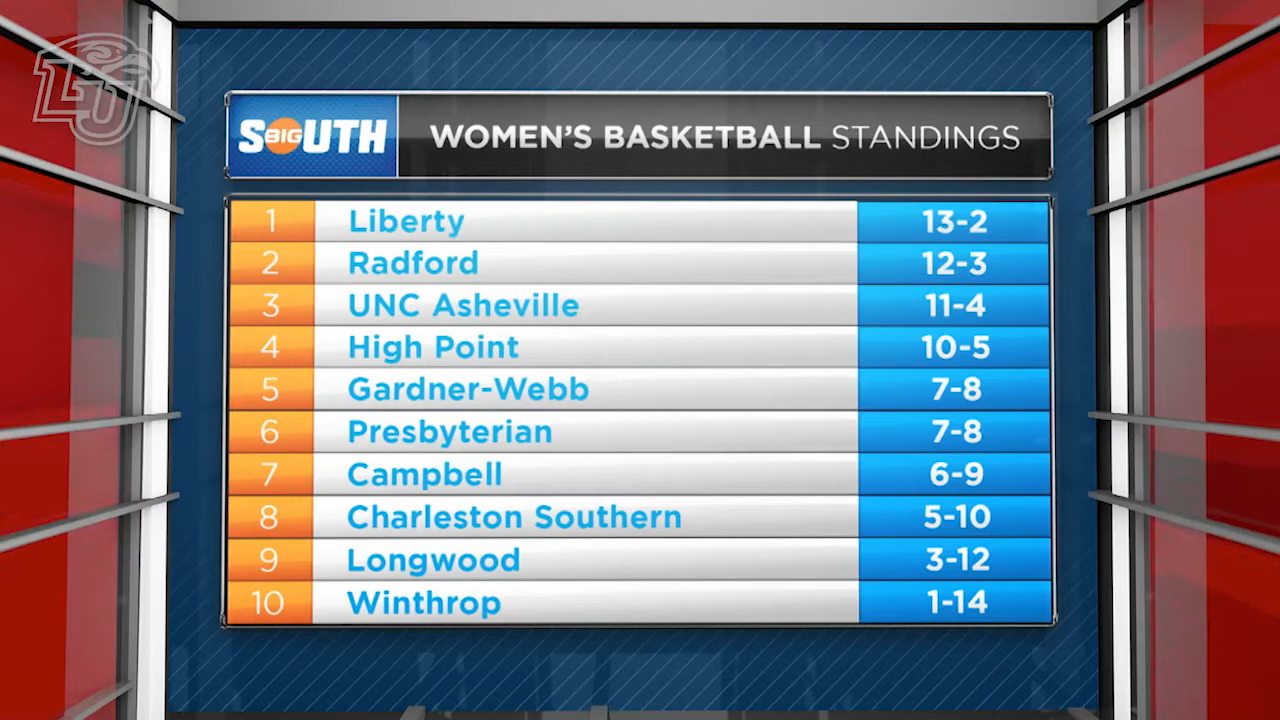 LU
BIG SOUTH
WOMEN'S BASKETBALL STANDINGS
1 Liberty 13-2
2 Radford 12-3
3 UNC Asheville 11-4
4 High Point 10-5
5 Gardner-Webb 7-8
6 Presbyterian 7-8
7 Campbell 6-9
8 Charleston Southern 5-10
9 Longwood 3-12
10 Winthrop 1-14